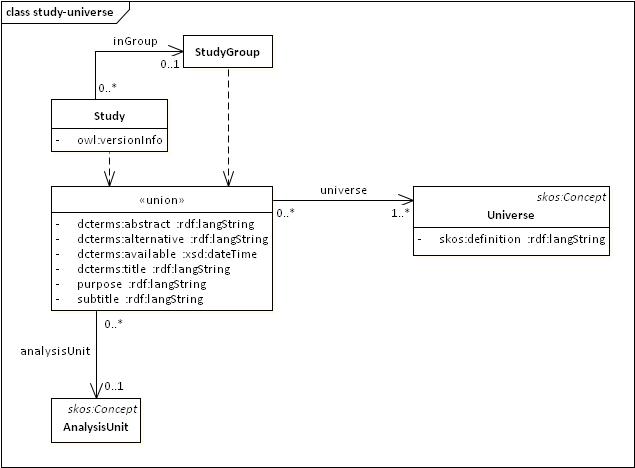 class study-universe
inGroup
StudyGroup
0..1
0..*
Study
- owl:versionInfo
«union»
- dcterms:abstract :rdf:langString
- dcterms:alternative :rdf:langString
- dcterms:available :xsd:dateTime
- dcterms:title :rdf:langString
- purpose :rdf:langString
- subtitle :rdf:langString
universe
0..*
1..*
skos:Concept
Universe
- skos:definition :rdf:langString
0..*
analysisUnit
0..1
skos:Concept
AnalysisUnit